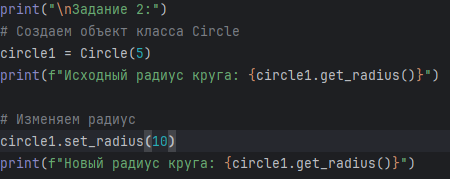 print("\nЗадание 2:")
# Создаем объект класса Circle
circle1 = Circle(5)
print(f"Исходный радиус круга: {circle1.get_radius()}")
# Изменяем радиус
circle1.set_radius(10)
print(f"Новый радиус круга: {circle1.get_radius()}")